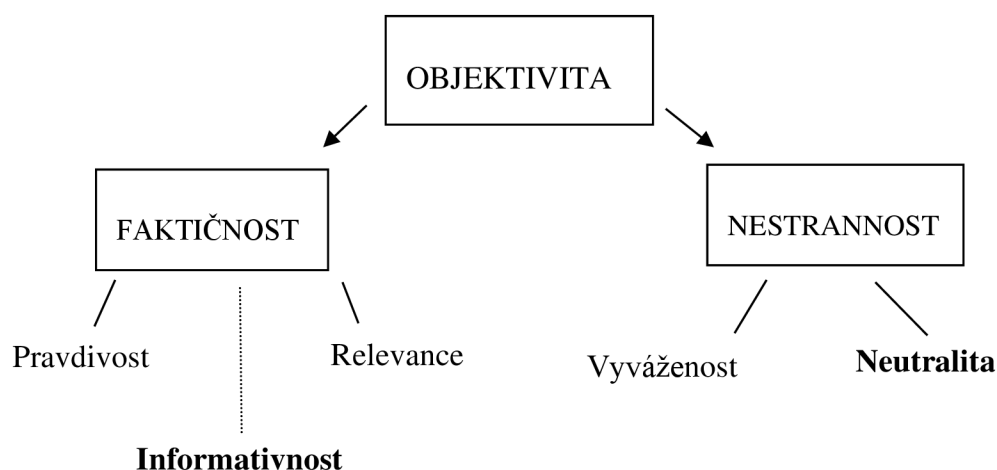 OBJEKTIVITA
FAKTIČNOST
NESTRANNOST
Pravdivost
Relevance
Vyváženost
Neutralita
Informativnost